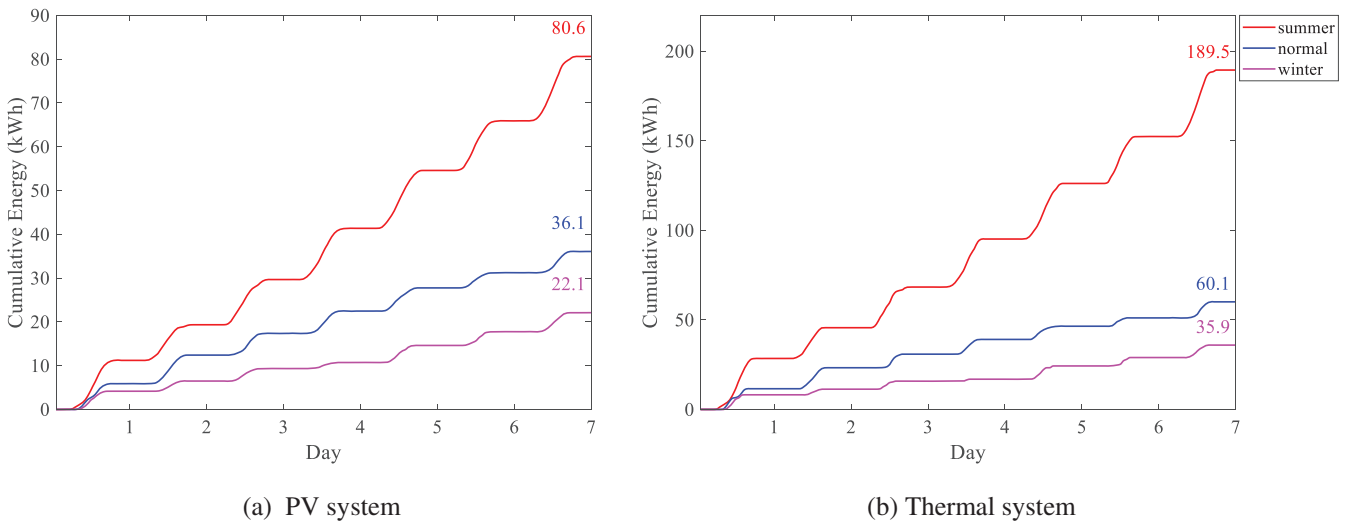 90
80
70
60
50
40
30
20
10
0
Cumulative Energy (kWh)
80.6
36.1
22.1
1 2 3 4 5 6 7
Day
(a) PV system
200
150
100
50
0
Cumulative Energy (kWh)
189.5
60.1
35.9
1 2 3 4 5 6 7
Day
(b) Thermal system
summer
normal
winter